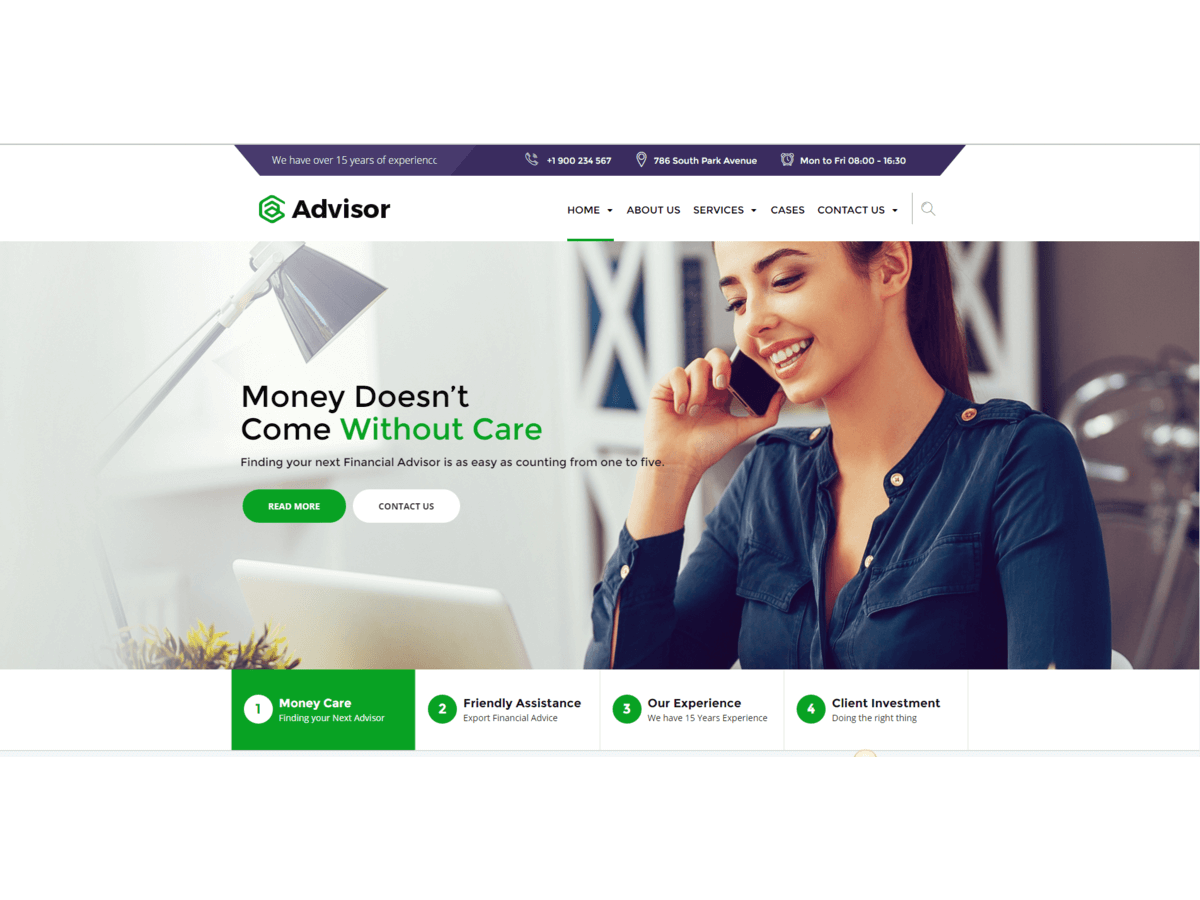 We have over 15 years of experience
+1 900 234 567
786 South Park Avenue
Mon to Fri 08:00 - 16:30
Advisor
HOME
ABOUT US
SERVICES
CASES
CONTACT US
Money Doesn't
Come Without Care
Finding your next Financial Advisor is as easy as counting from one to five.
READ MORE
CONTACT US
1
Money Care
Finding your Next Advisor
2
Friendly Assistance
Export Financial Advice
3
Our Experience
We have 15 Years Experience
4
Client Investment
Doing the right thing